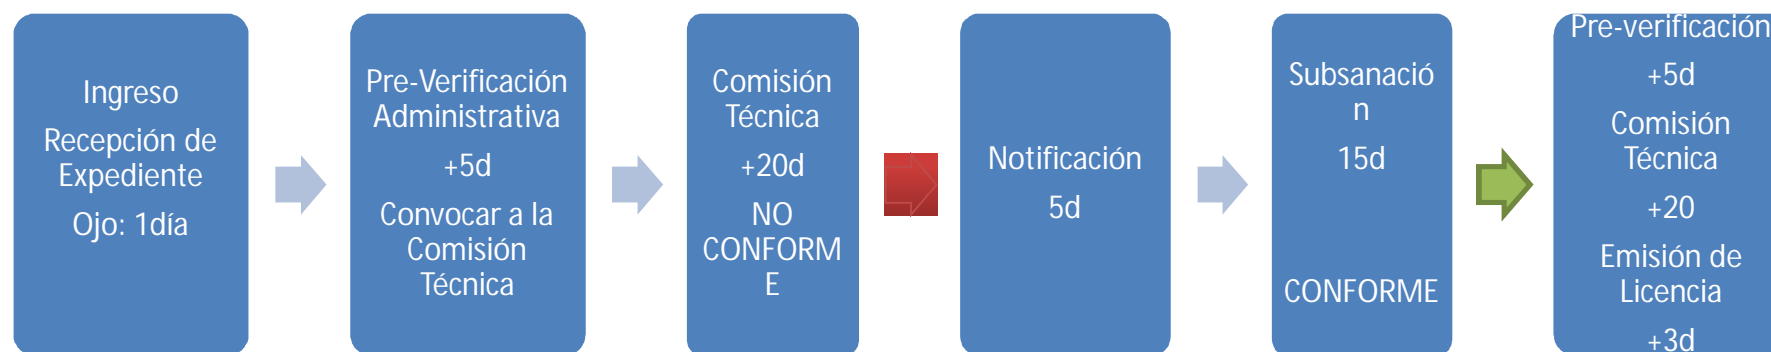 Ingreso
Recepción de
Expediente
Ojo: 1día
Pre-Verificación
Administrativa
+5d
Convocar a la
Comisión
Técnica
Comisión
Técnica
+20d
NO
CONFORM
E
Notificación
5d
Subsanació
n
15d
CONFORME
Pre-verificación
+5d
Comisión
Técnica
+20
Emisión de
Licencia
+3d